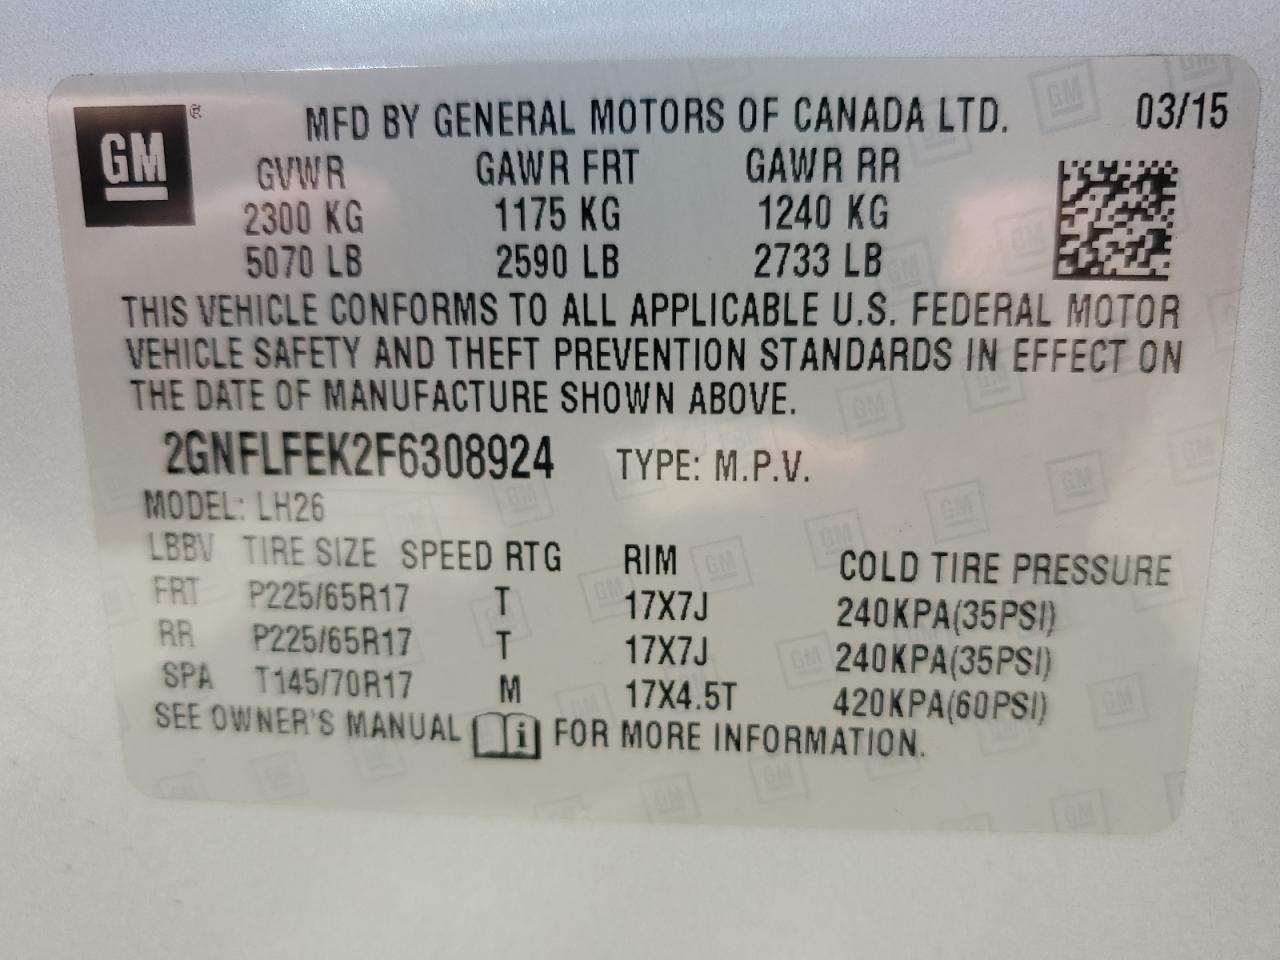 GM ®
MFD BY GENERAL MOTORS OF CANADA LTD. 03/15
GVWR GAWR FRT GAWR RR
2300 KG 1175 KG 1240 KG
5070 LB 2590 LB 2733 LB
THIS VEHICLE CONFORMS TO ALL APPLICABLE U.S. FEDERAL MOTOR
VEHICLE SAFETY AND THEFT PREVENTION STANDARDS IN EFFECT ON
THE DATE OF MANUFACTURE SHOWN ABOVE.
2GNFLFEK2F6308924 TYPE: M.P.V.
MODEL: LH26
LBBV TIRE SIZE SPEED RTG RIM COLD TIRE PRESSURE
FRT P225/65R17 T 17X7J 240KPA(35PSI)
RR P225/65R17 T 17X7J 240KPA(35PSI)
SPA T145/70R17 M 17X4.5T 420KPA(60PSI)
SEE OWNER'S MANUAL i FOR MORE INFORMATION.